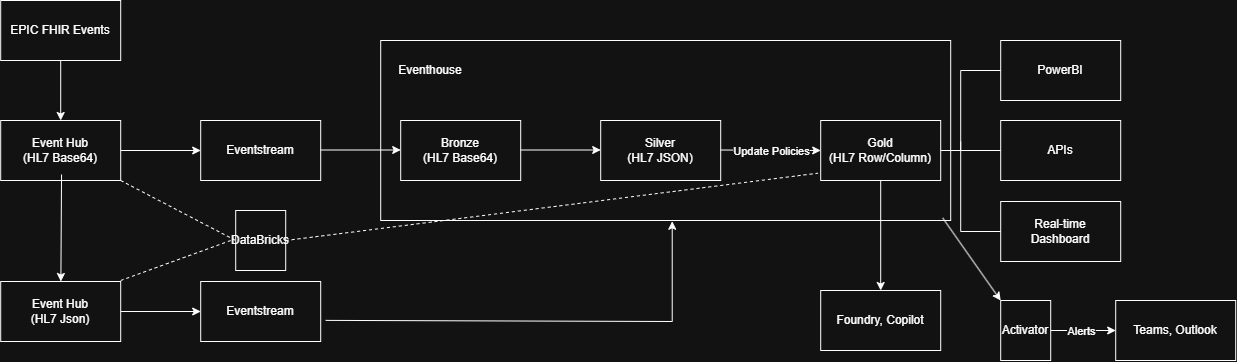 EPIC FHIR Events
Eventhouse
PowerBI
Event Hub
(HL7 Base64)
Eventstream
Bronze
(HL7 Base64)
Silver
(HL7 JSON)
Update Policies
Gold
(HL7 Row/Column)
APIs
DataBricks
Real-time
Dashboard
Event Hub
(HL7 Json)
Eventstream
Foundry, Copilot
Activator
Alerts
Teams, Outlook